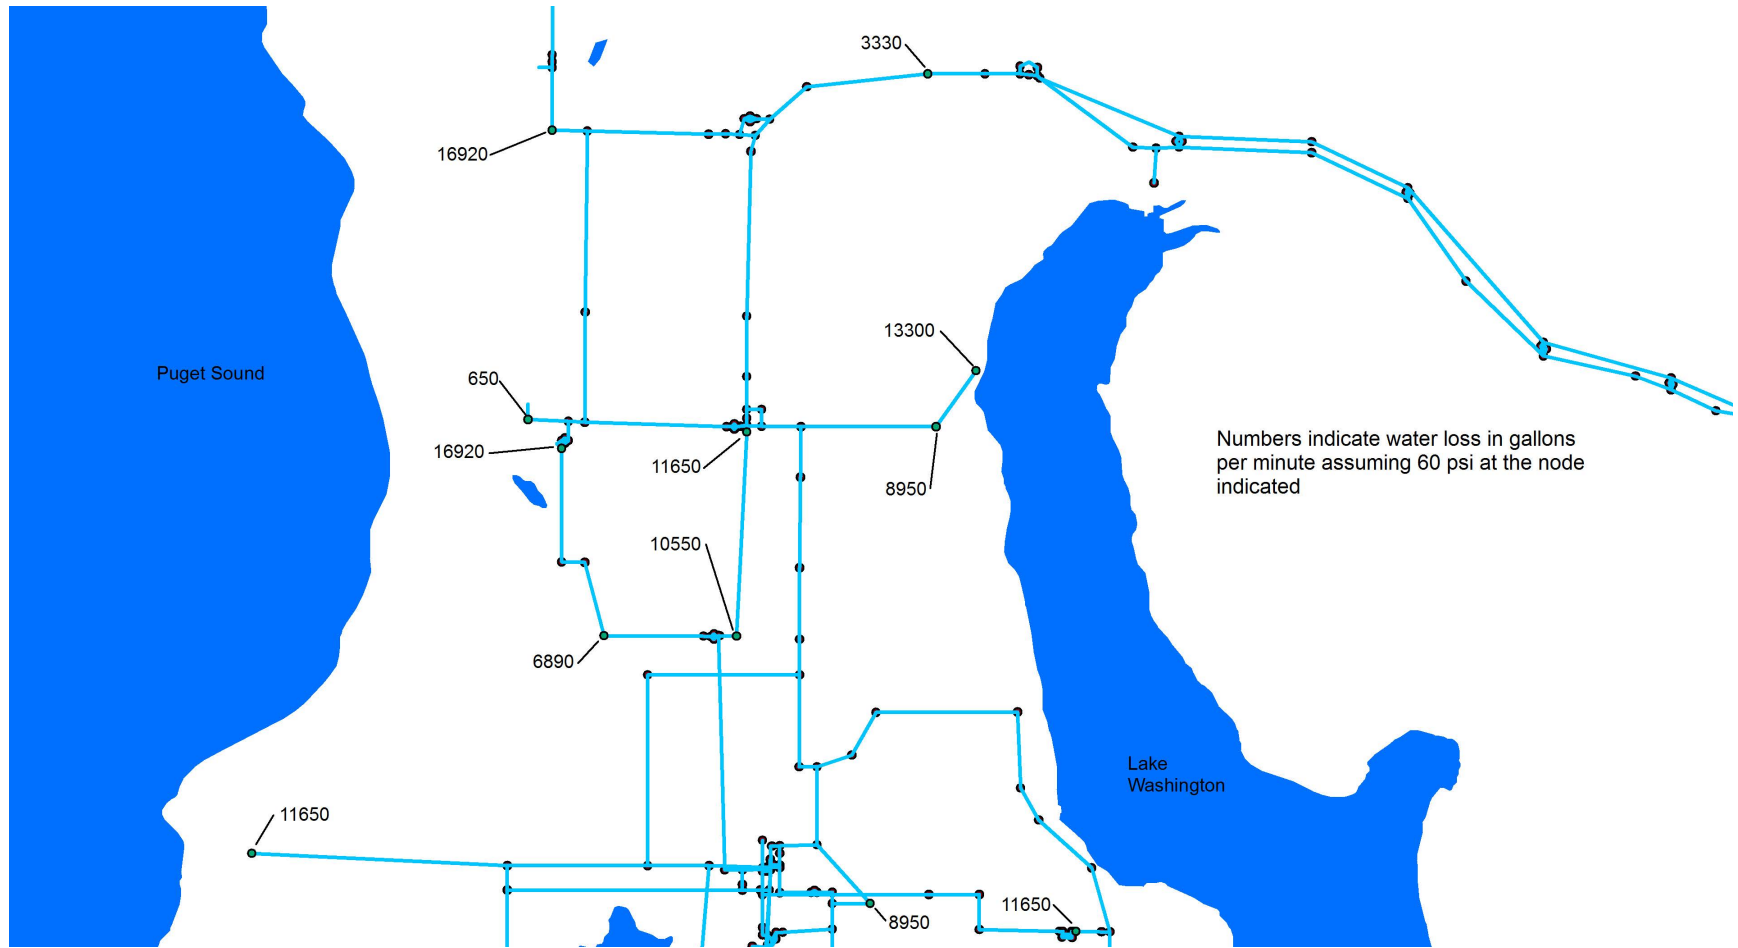 3330
16920
13300
Puget Sound
650
16920
11650
8950
Numbers indicate water loss in gallons
per minute assuming 60 psi at the node
indicated
10550
6890
Lake
Washington
11650
11650
8950